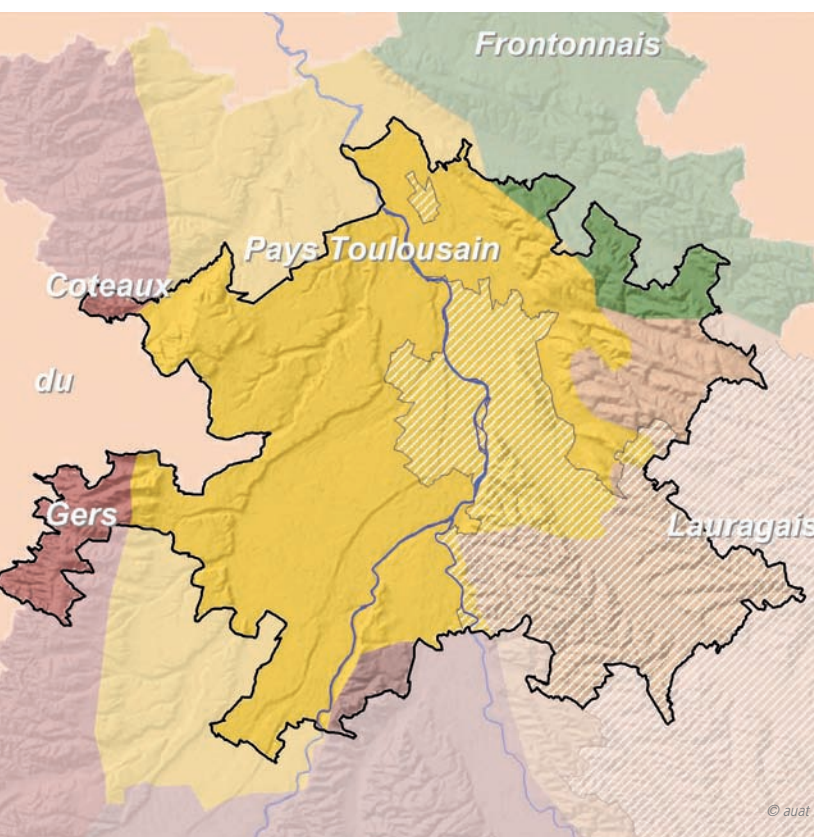 Frontonnais
Pays Toulousain
Coteaux
du
Gers
Lauragais
© auat